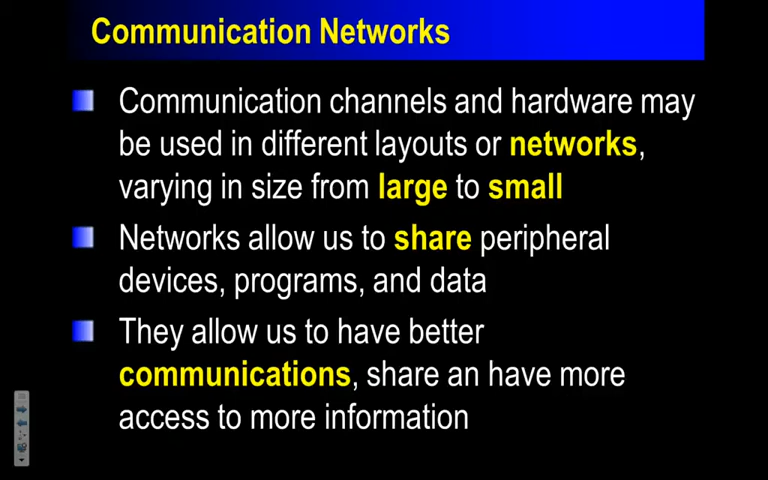 Communication Networks
Communication channels and hardware may
be used in different layouts or networks,
varying in size from large to small
Networks allow us to share peripheral
devices, programs, and data
They allow us to have better
communications, share an have more
access to more information